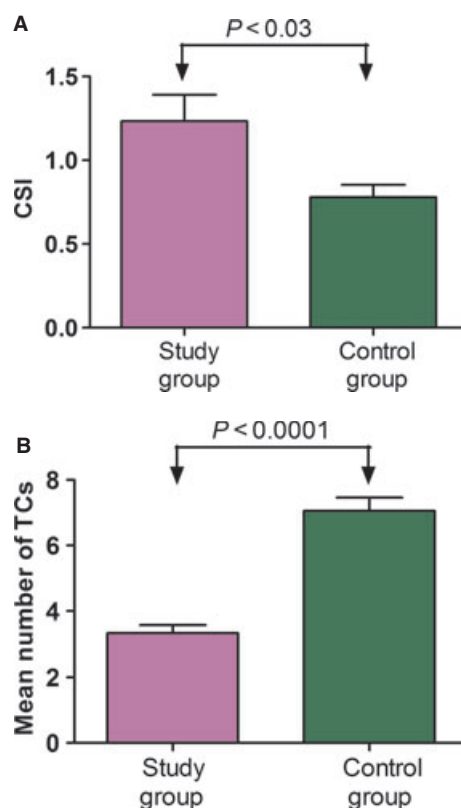 A
P < 0.03
CSI
1.5
1.0
0.5
0.0
Study
group
Control
group
B
P < 0.0001
Mean number of TCs
8
6
4
2
0
Study
group
Control
group